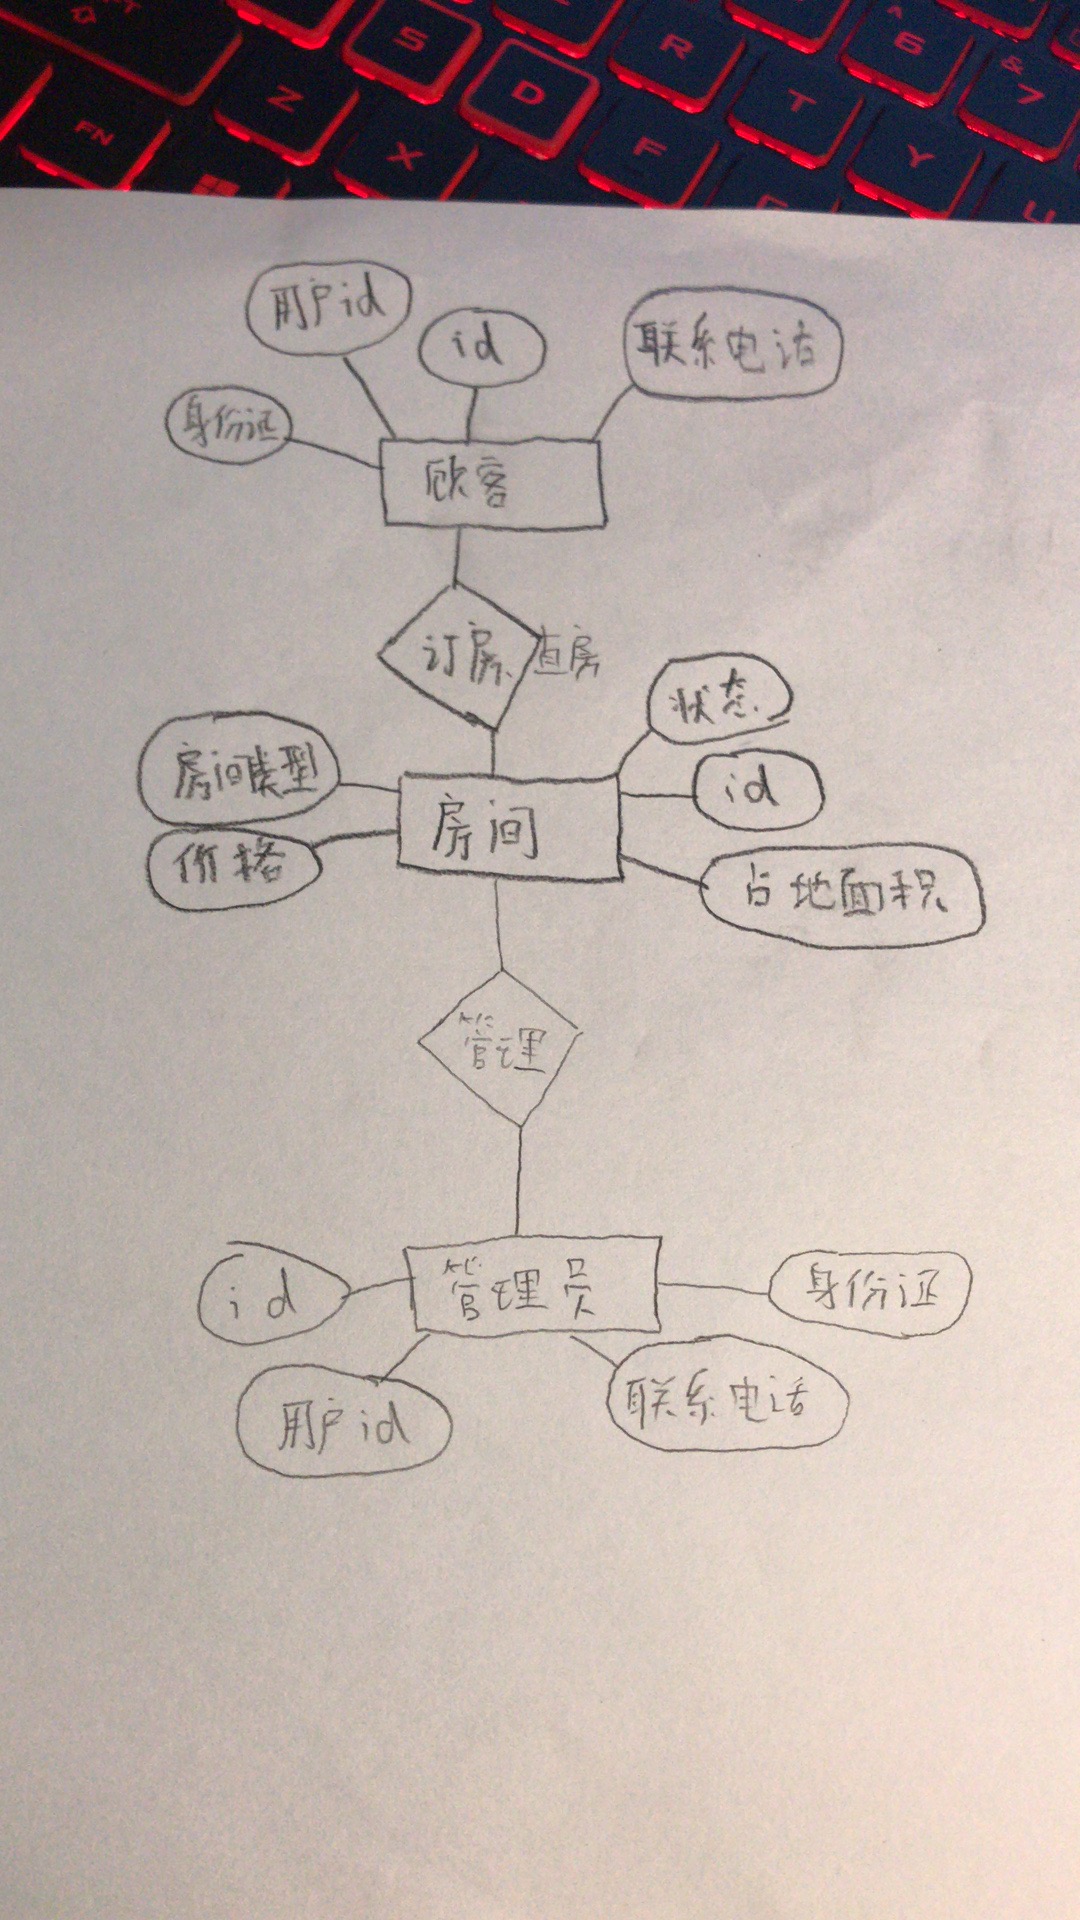 S
R
6
&
7
Z
D
T
FN
X
F
Y
用户id
id
联系电话
身份证
顾客
订房、查房
状态
房间类型
id
房间
价格
占地面积
管理
id
管理员
身份证
用户id
联系电话